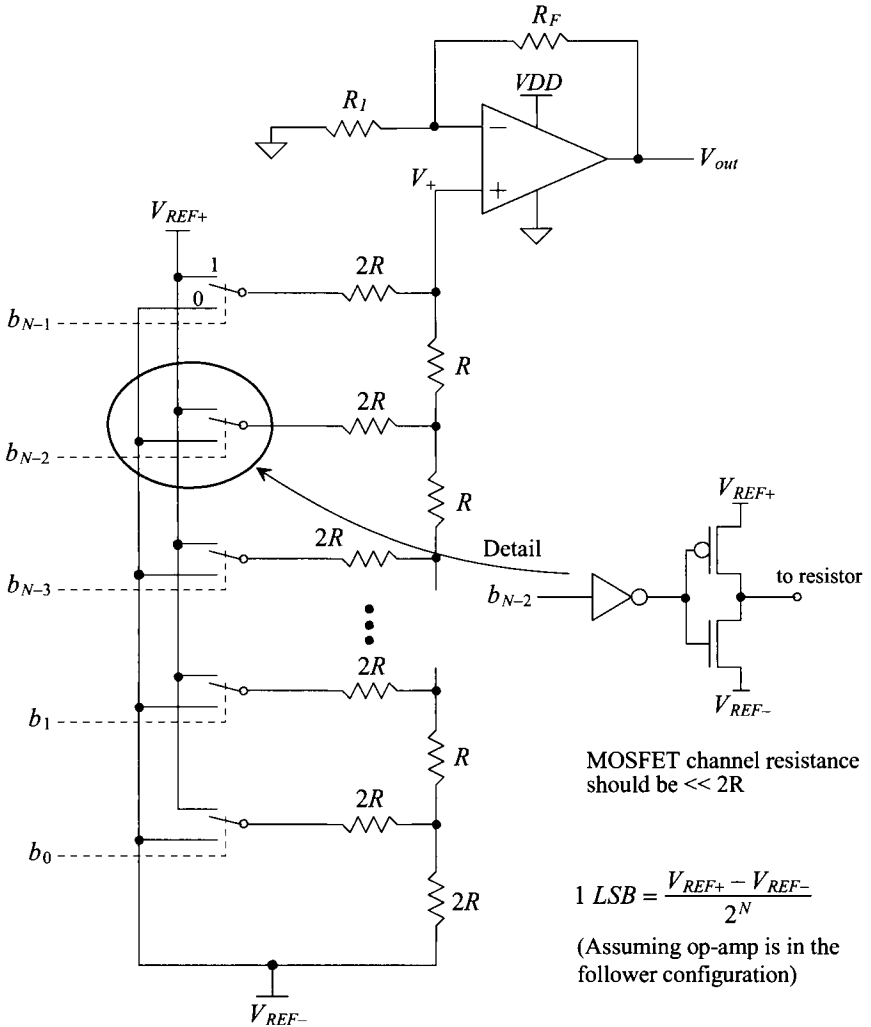 R_F
VDD
R_I
−
V_out
V_+
+
V_REF+
1
2R
0
b_N−1
R
2R
b_N−2
R
V_REF+
2R
Detail
to resistor
b_N−3
b_N−2
2R
V_REF−
b_1
MOSFET channel resistance
should be << 2R
R
2R
b_0
1 LSB = (V_REF+ − V_REF−) / 2^N
2R
(Assuming op-amp is in the
follower configuration)
V_REF−